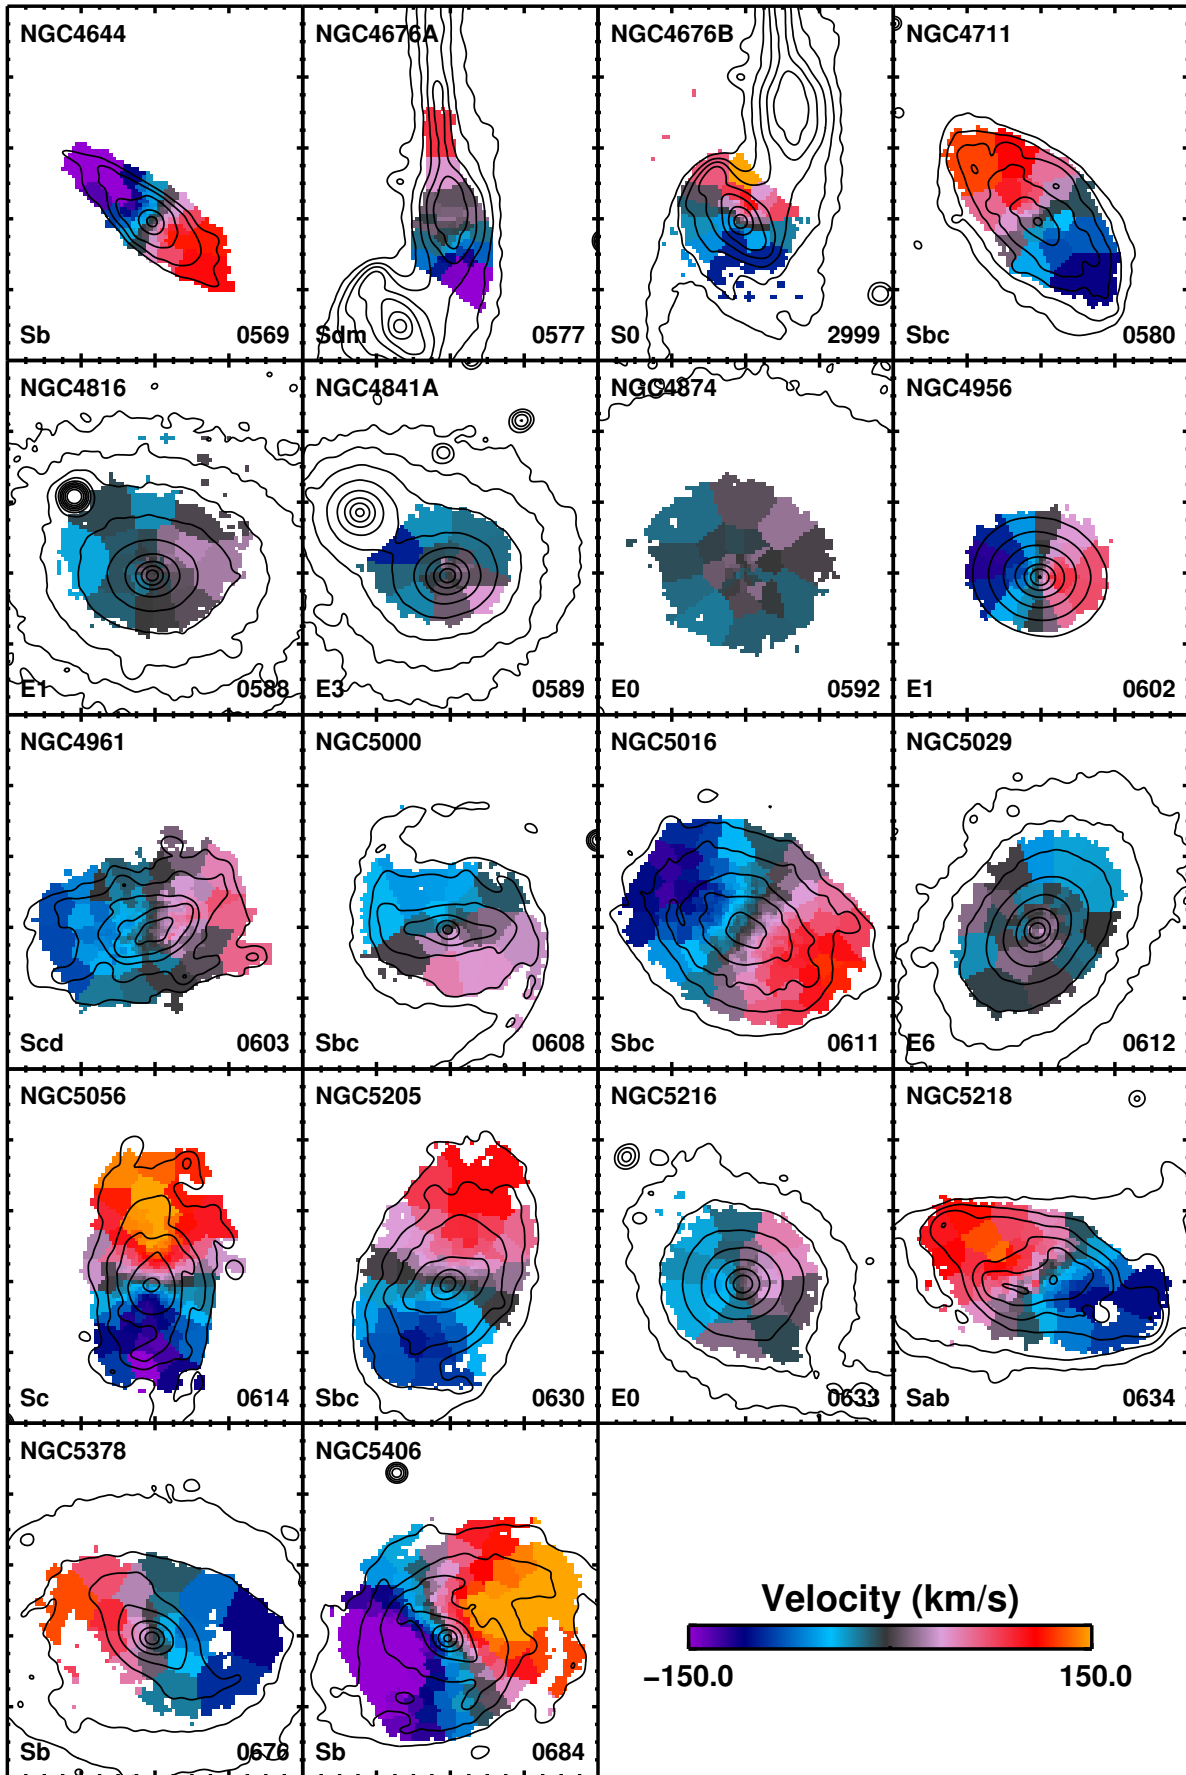 NGC4644 NGC4676A NGC4676B NGC4711
Sb 0569 Sdm 0577 S0 2999 Sbc 0580
NGC4816 NGC4841A NGC4874 NGC4956
E1 0588 E3 0589 E0 0592 E1 0602
NGC4961 NGC5000 NGC5016 NGC5029
Scd 0603 Sbc 0608 Sbc 0611 E6 0612
NGC5056 NGC5205 NGC5216 NGC5218
Sc 0614 Sbc 0630 E0 0633 Sab 0634
NGC5378 NGC5406
Velocity (km/s)
−150.0 150.0
Sb 0676 Sb 0684